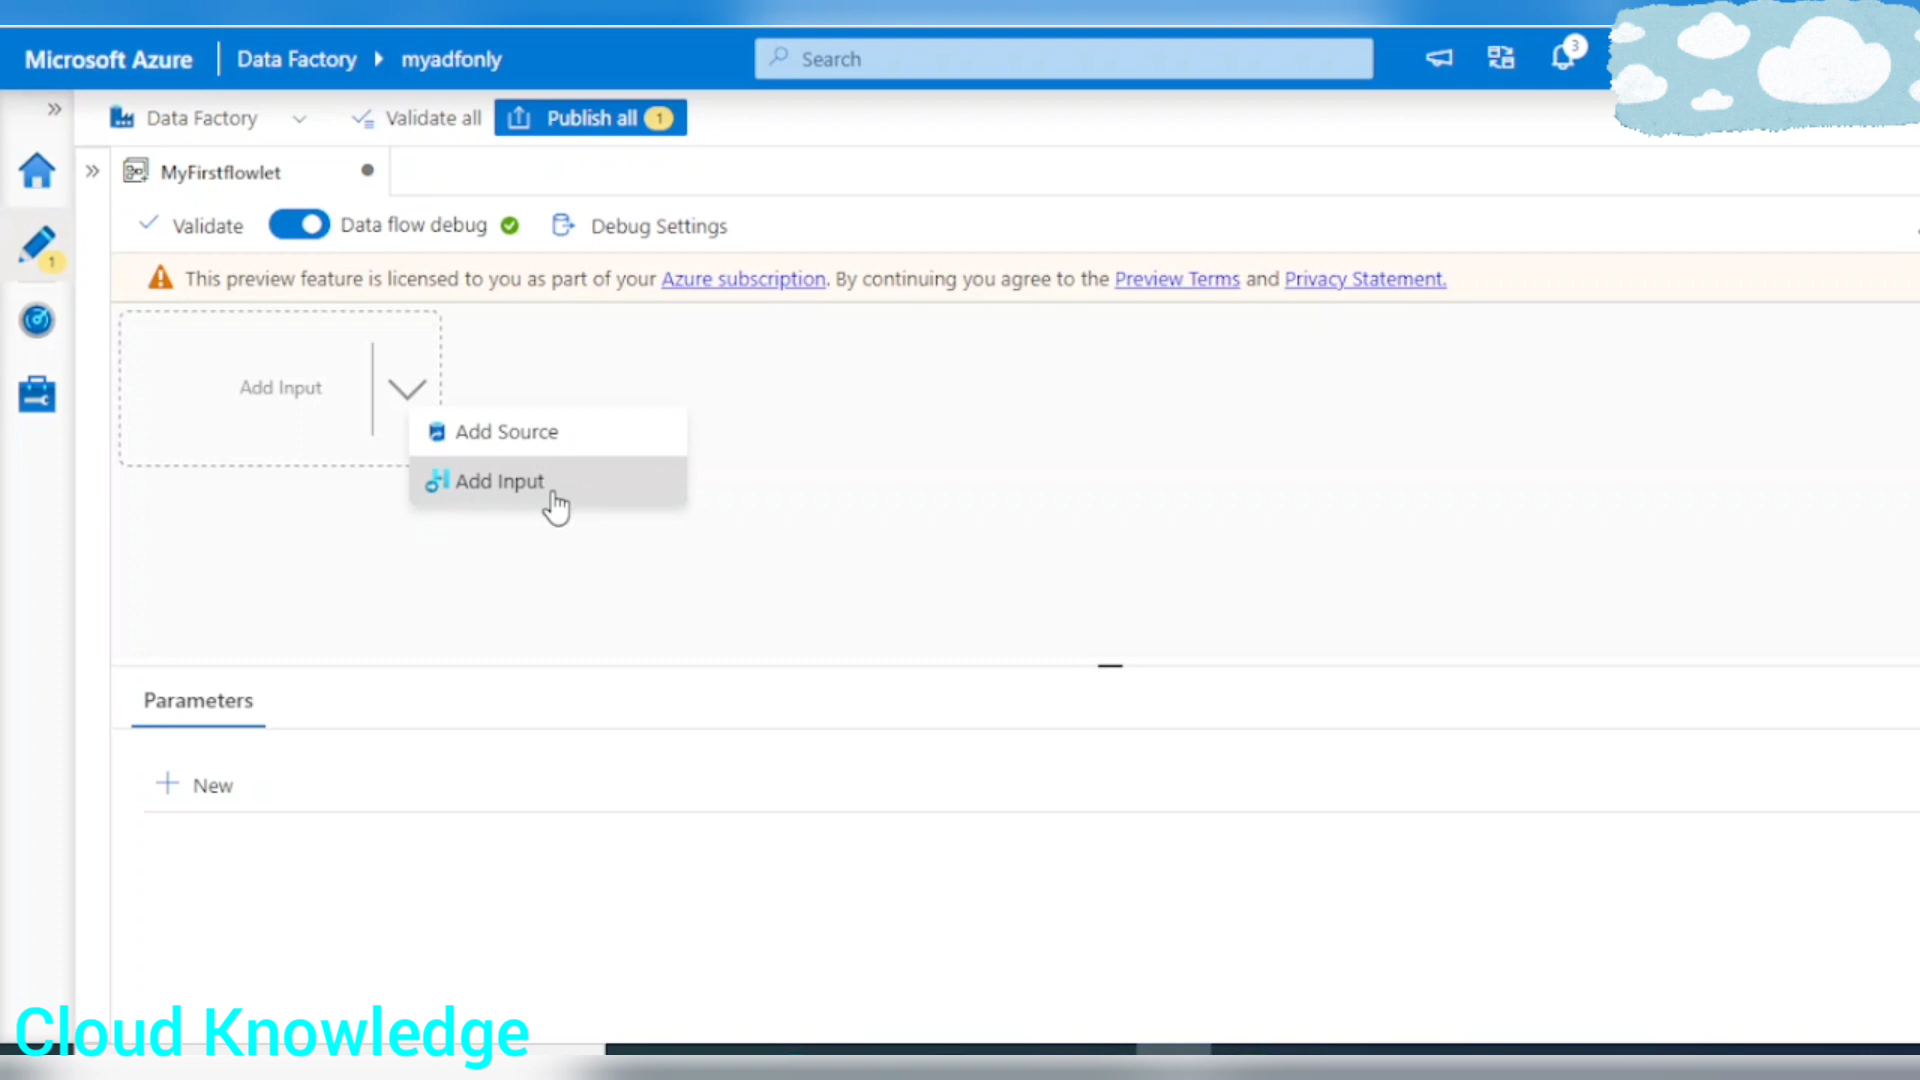 Microsoft Azure
Data Factory
myadfonly
Search
3
Data Factory
Validate all
Publish all
1
MyFirstflowlet
Validate
Data flow debug
Debug Settings
1
This preview feature is licensed to you as part of your Azure subscription. By continuing you agree to the Preview Terms and Privacy Statement.
Add Input
Add Source
Add Input
Parameters
New
Cloud Knowledge